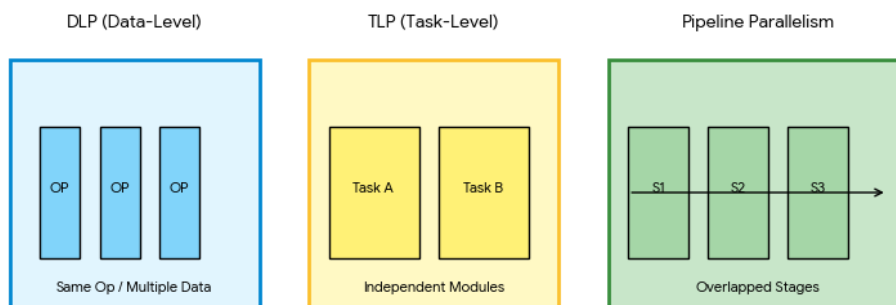 DLP (Data-Level)
OP
OP
OP
Same Op / Multiple Data
TLP (Task-Level)
Task A
Task B
Independent Modules
Pipeline Parallelism
S1
S2
S3
Overlapped Stages